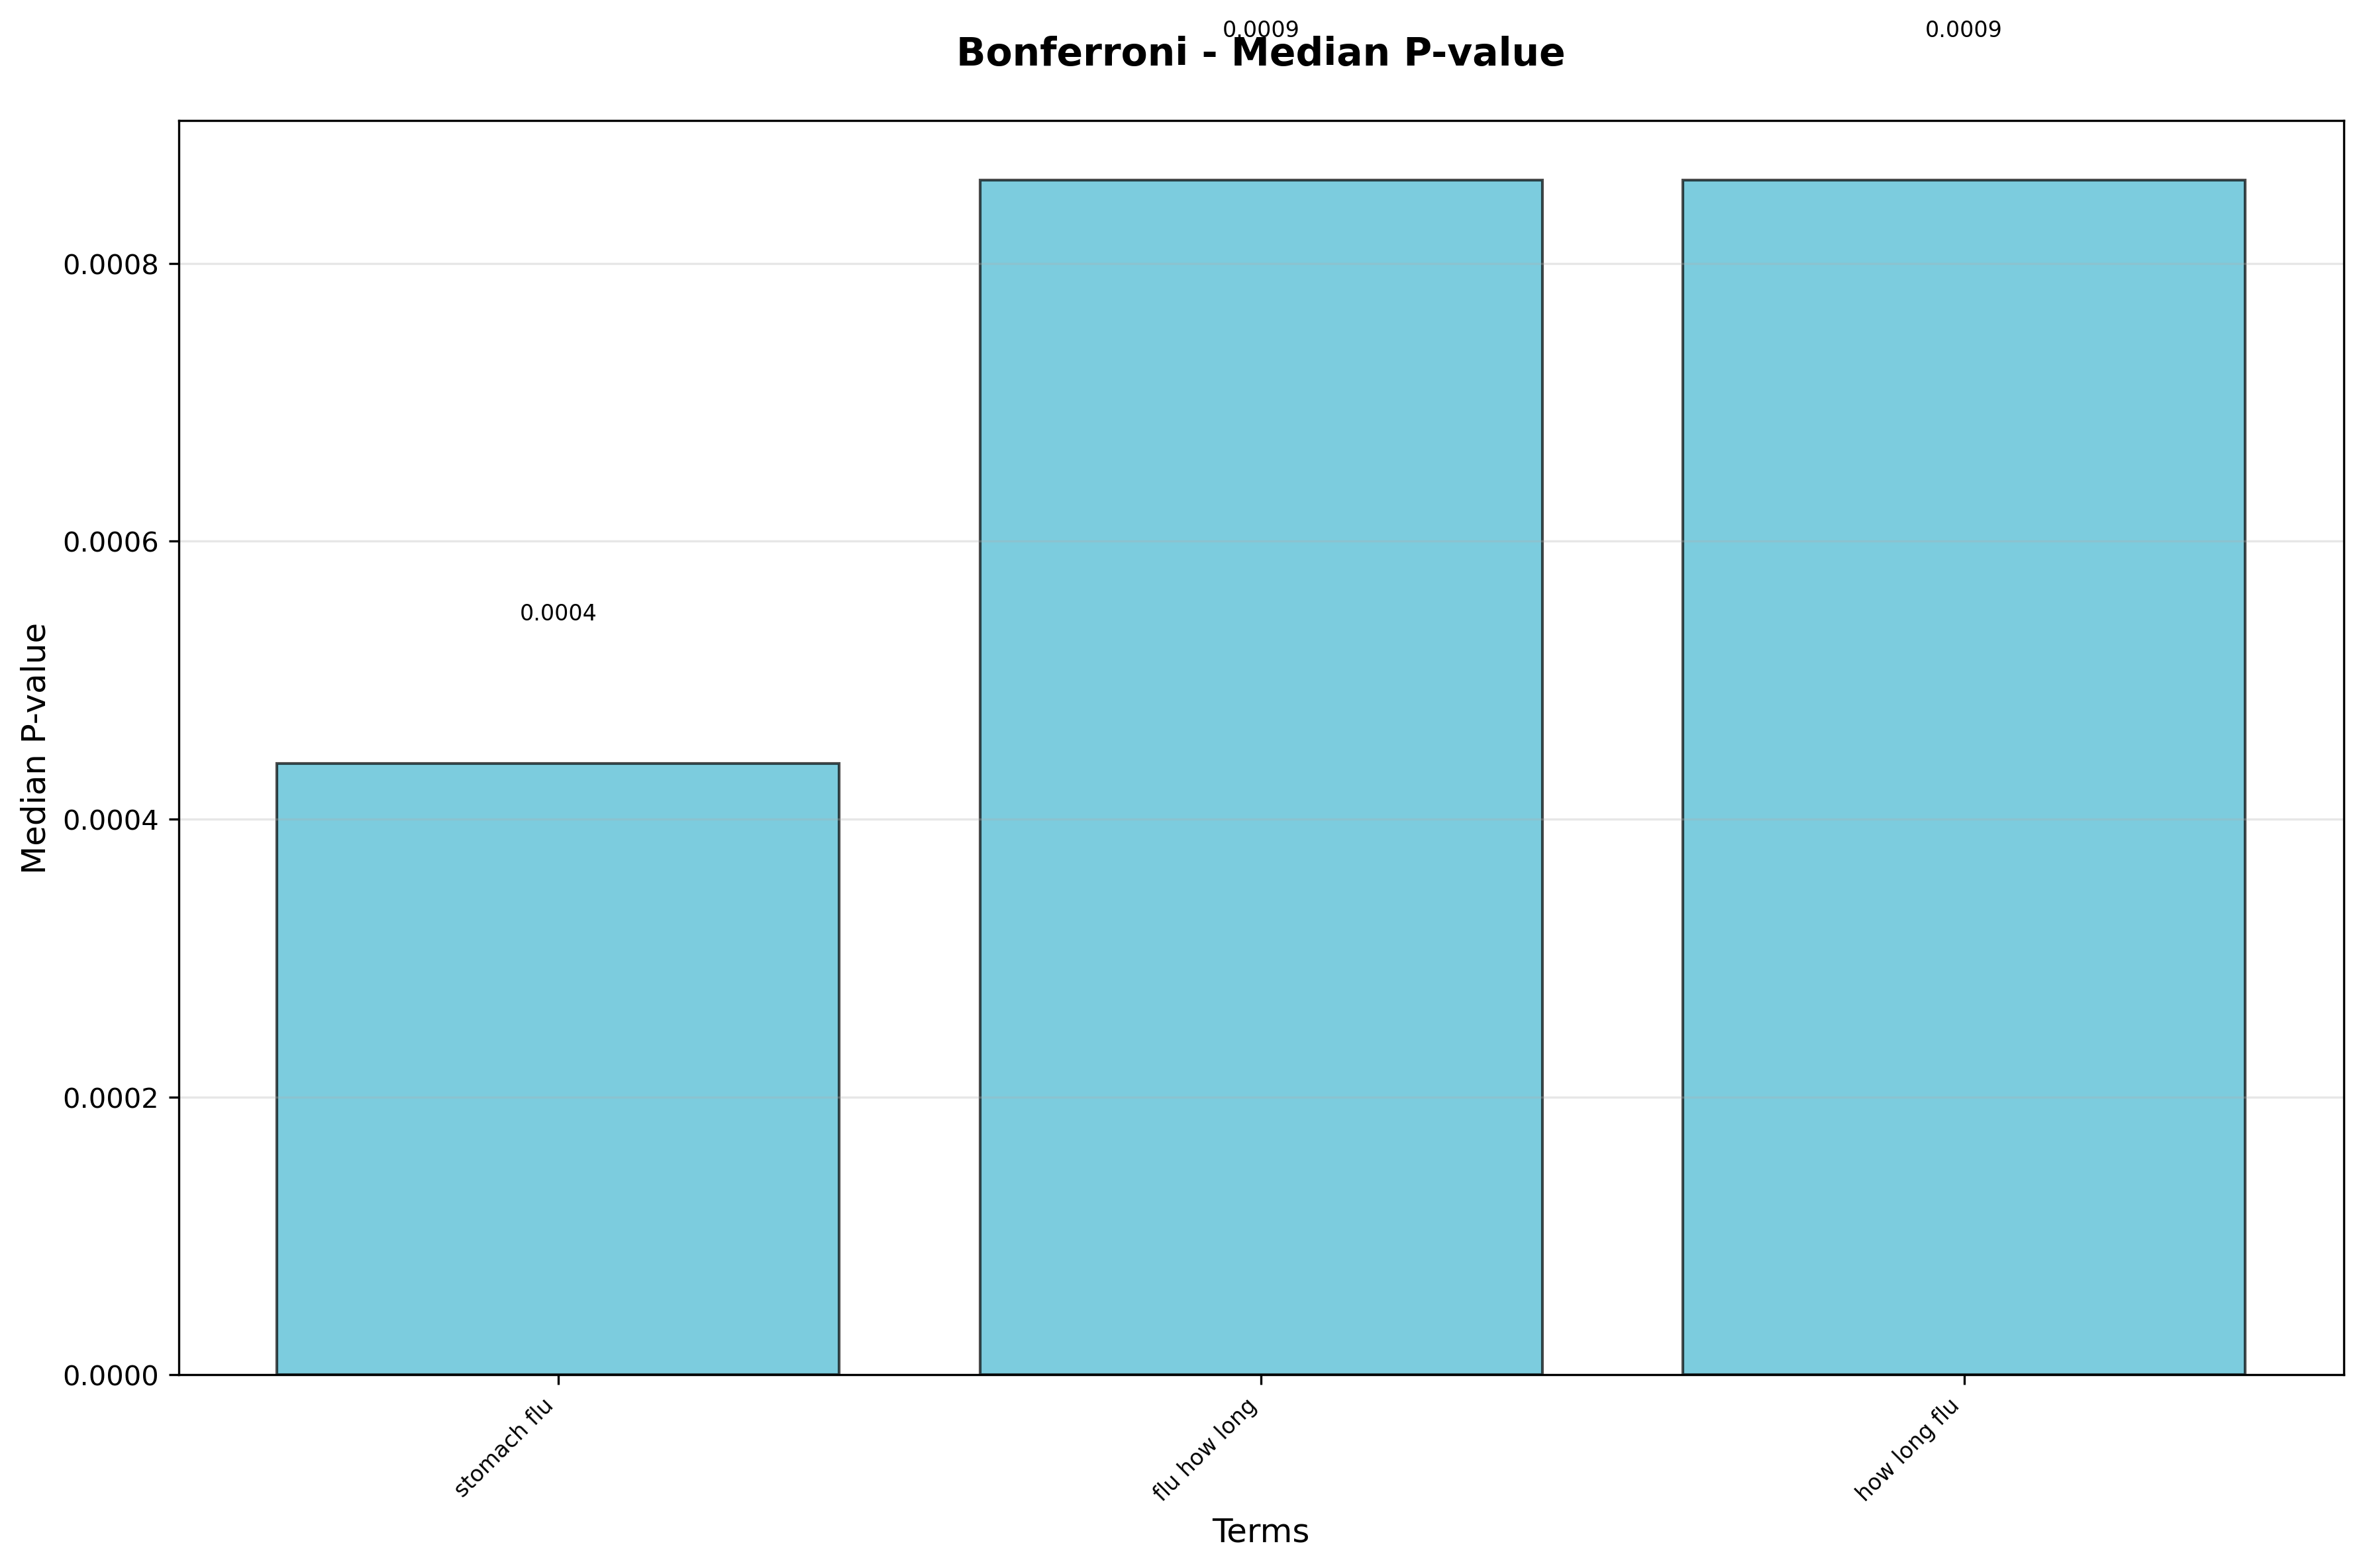 0.0009
0.0009
Bonferroni - Median P-value
0.0008
0.0006
0.0004
0.0004
0.0002
0.0000
Median P-value
stomach flu
flu how long
how long flu
Terms